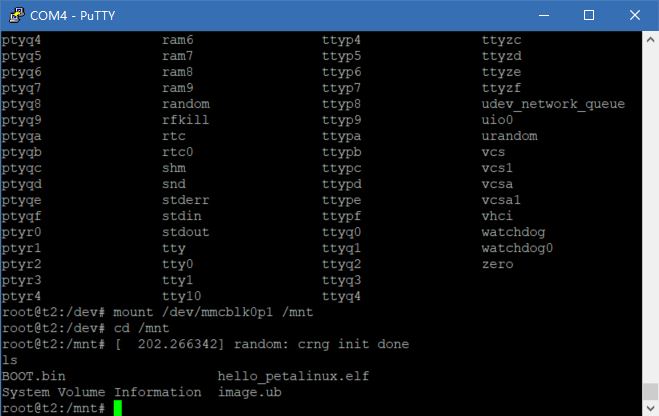 COM4 - PuTTY
ptyq4 ram6 ttyp4 ttyzc
ptyq5 ram7 ttyp5 ttyzd
ptyq6 ram8 ttyp6 ttyze
ptyq7 ram9 ttyp7 ttyzf
ptyq8 random ttyp8 udev_network_queue
ptyq9 rfkill ttyp9 uio0
ptyqa rtc ttypa urandom
ptyqb rtc0 ttypb vcs
ptyqc shm ttypc vcs1
ptyqd snd ttypd vcsa
ptyqe stderr ttype vcsa1
ptyqf stdin ttypf vhci
ptyr0 stdout ttyq0 watchdog
ptyr1 tty ttyq1 watchdog0
ptyr2 tty0 ttyq2 zero
ptyr3 tty1 ttyq3
ptyr4 tty10 ttyq4
root@t2:/dev# mount /dev/mmcblk0p1 /mnt
root@t2:/dev# cd /mnt
root@t2:/mnt# [  202.266342] random: crng init done
ls
BOOT.bin hello_petalinux.elf
System Volume Information image.ub
root@t2:/mnt#